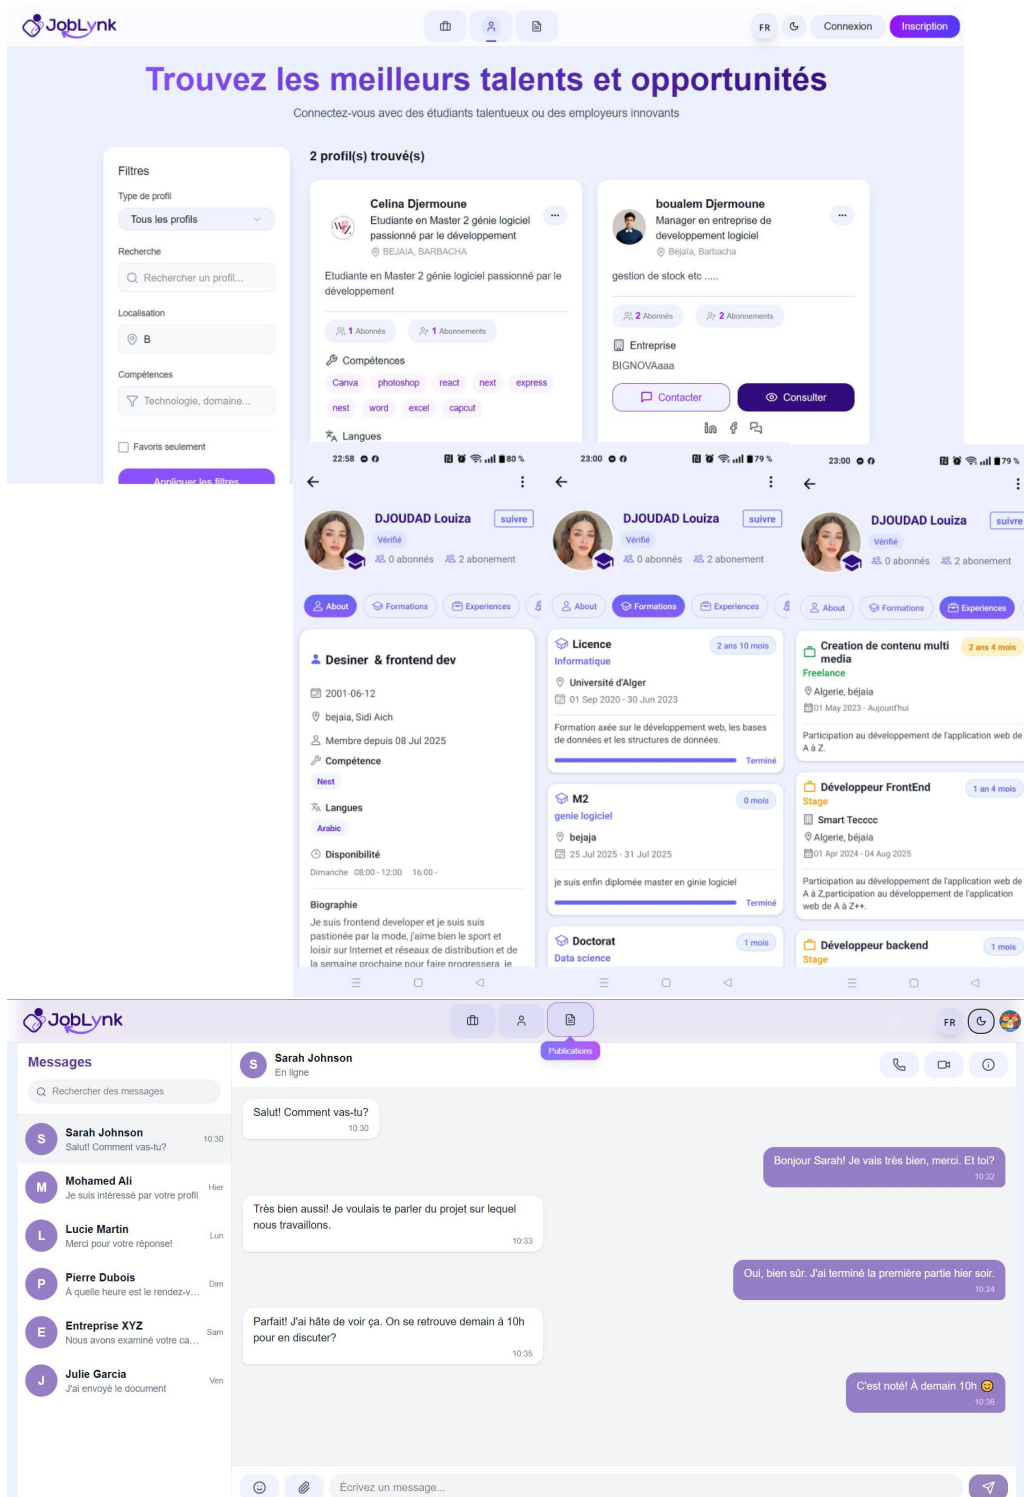 JobLynk
FR
Connexion
Inscription
Trouvez les meilleurs talents et opportunités
Connectez-vous avec des étudiants talentueux ou des employeurs innovants
Filtres
Type de profil
Tous les profils
Recherche
Rechercher un profil...
Localisation
B
Compétences
Technologie, domaine...
Favoris seulement
Appliquer les filtres
2 profil(s) trouvé(s)
Celina Djermoune
Etudiante en Master 2 génie logiciel
passionné par le développement
BEJAIA, BARBACHA
Etudiante en Master 2 génie logiciel passionné par le
développement
1 Abonnés
1 Abonnements
Compétences
Canva photoshop react next express
nest word excel capcut
Langues
boualem Djermoune
Manager en entreprise de
developpement logiciel
Béjaïa, Barbacha
gestion de stock etc .....
2 Abonnés
2 Abonnements
Entreprise
BIGNOVAaaa
Contacter
Consulter
22:58
80 %
DJOUDAD Louiza
suivre
Vérifié
0 abonnés 2 abonement
About
Formations
Experiences
Desiner & frontend dev
2001-06-12
bejaia, Sidi Aich
Membre depuis 08 Jul 2025
Compétence
Nest
Langues
Arabic
Disponibilité
Dimanche 08:00 - 12:00 16:00 -
Biographie
Je suis frontend developer et je suis suis
pastionée par la mode, j'aime bien le sport et
loisir sur Internet et réseaux de distribution et de
la semaine prochaine pour faire progressera je
23:00
79 %
DJOUDAD Louiza
suivre
Vérifié
0 abonnés 2 abonement
About
Formations
Experiences
Licence
2 ans 10 mois
Informatique
Université d'Alger
01 Sep 2020 - 30 Jun 2023
Formation axée sur le développement web, les bases
de données et les structures de données.
Terminé
M2
0 mois
genie logiciel
bejaja
25 Jul 2025 - 31 Jul 2025
je suis enfin diplomée master en ginie logiciel
Terminé
Doctorat
1 mois
Data science
23:00
79 %
DJOUDAD Louiza
suivre
Vérifié
0 abonnés 2 abonement
About
Formations
Experiences
Creation de contenu multi
media
2 ans 4 mois
Freelance
Algerie, béjaia
01 May 2023 - Aujourd'hui
Participation au développement de l'application web de
A à Z.
Développeur FrontEnd
1 an 4 mois
Stage
Smart Tecccc
Algerie, béjaia
01 Apr 2024 - 04 Aug 2025
Participation au développement de l'application web de
A à Z,participation au développement de l'application
web de A à Z++.
Développeur backend
1 mois
Stage
JobLynk
Publications
FR
Messages
Rechercher des messages
S
Sarah Johnson
10:30
Salut! Comment vas-tu?
M
Mohamed Ali
Hier
Je suis intéressé par votre profil
L
Lucie Martin
Lun
Merci pour votre réponse!
P
Pierre Dubois
Dim
À quelle heure est le rendez-v...
E
Entreprise XYZ
Sam
Nous avons examiné votre ca...
J
Julie Garcia
Ven
J'ai envoyé le document
S
Sarah Johnson
En ligne
Salut! Comment vas-tu?
10:30
Bonjour Sarah! Je vais très bien, merci. Et toi?
10:32
Très bien aussi! Je voulais te parler du projet sur lequel
nous travaillons.
10:33
Oui, bien sûr. J'ai terminé la première partie hier soir.
10:34
Parfait! J'ai hâte de voir ça. On se retrouve demain à 10h
pour en discuter?
10:35
C'est noté! À demain 10h 😊
10:36
Écrivez un message...